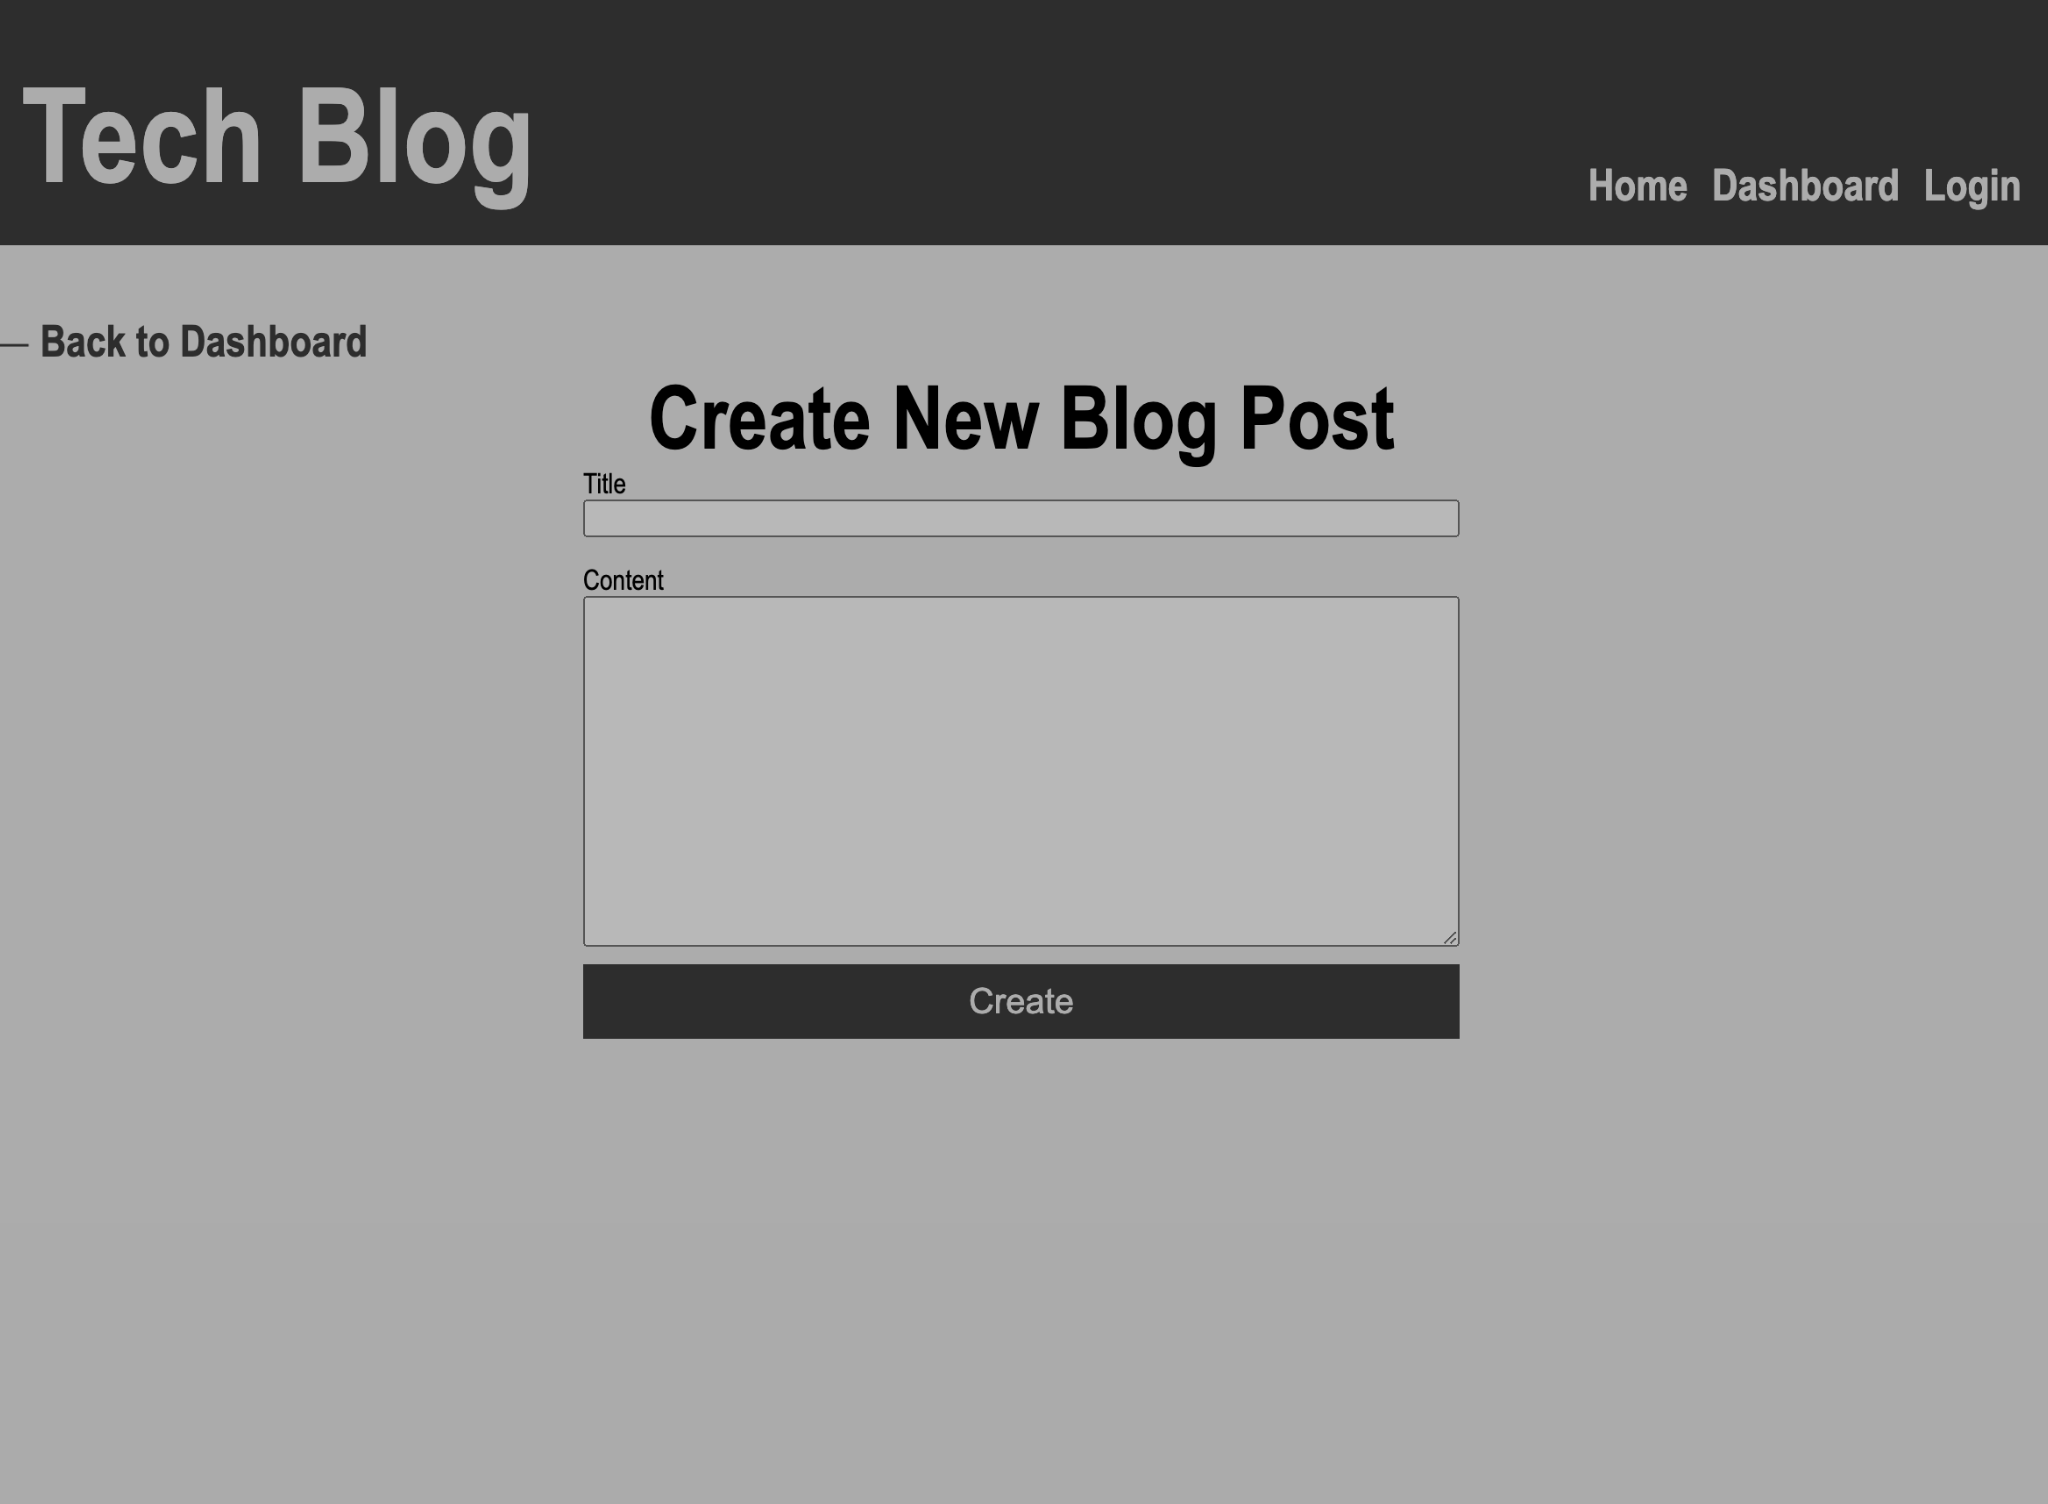 Tech Blog
Home Dashboard Login
— Back to Dashboard
Create New Blog Post
Title
Content
Create